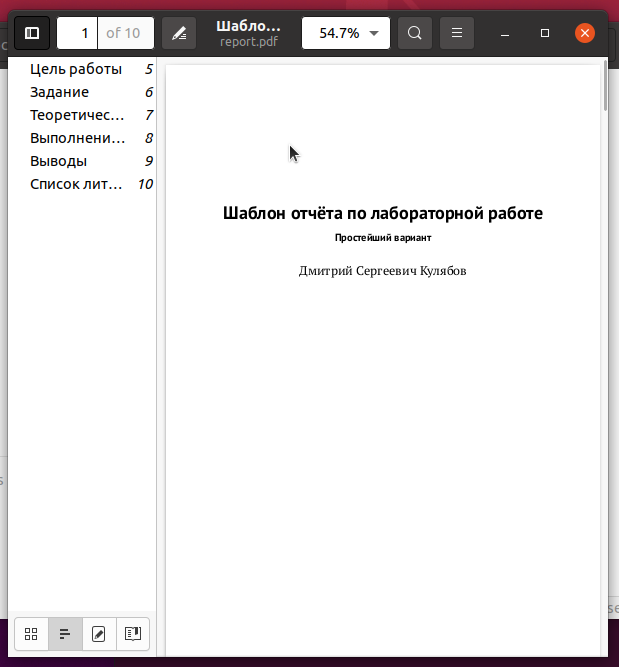 1 of 10
Шабло...
report.pdf
54.7%
Цель работы 5
Задание 6
Теоретичес... 7
Выполнени... 8
Выводы 9
Список лит... 10
Шаблон отчёта по лабораторной работе
Простейший вариант
Дмитрий Сергеевич Кулябов